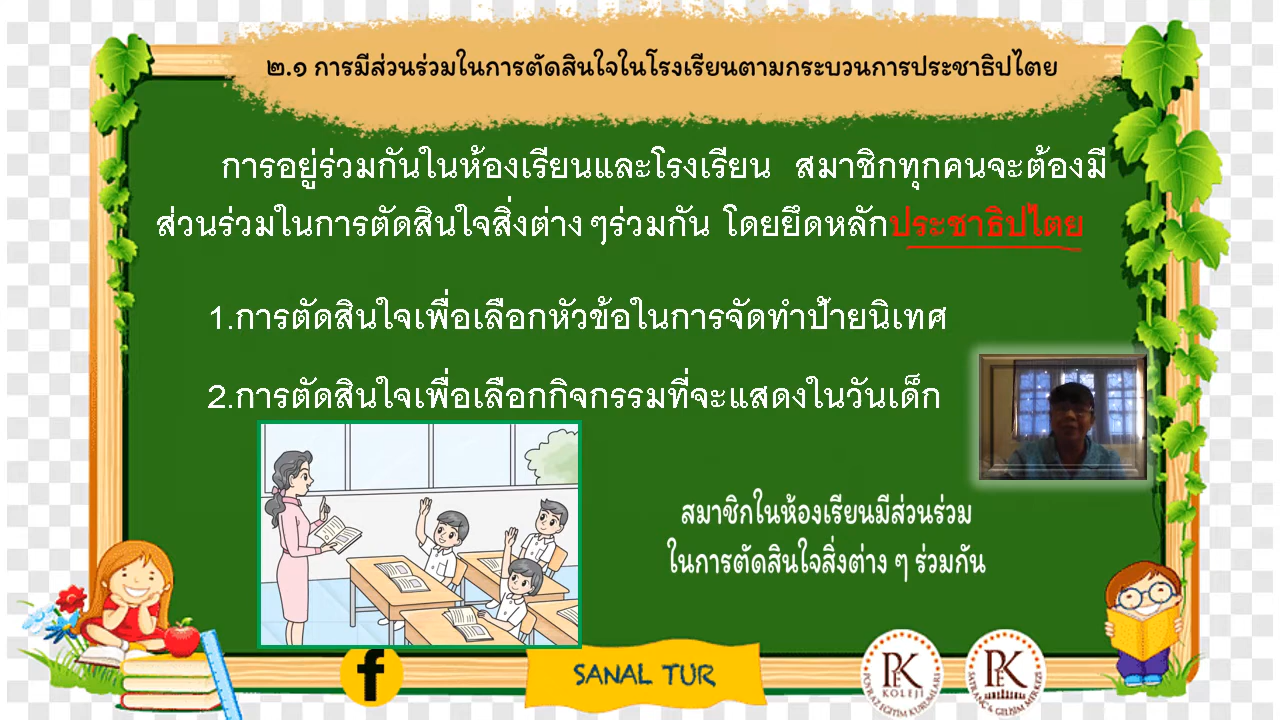 ๒.๑ การมีส่วนร่วมในการตัดสินใจในโรงเรียนตามกระบวนการประชาธิปไตย
การอยู่ร่วมกันในห้องเรียนและโรงเรียน สมาชิกทุกคนจะต้องมี
ส่วนร่วมในการตัดสินใจสิ่งต่าง ๆร่วมกัน โดยยึดหลักประชาธิปไตย
1.การตัดสินใจเพื่อเลือกหัวข้อในการจัดทำป้ายนิเทศ
2.การตัดสินใจเพื่อเลือกกิจกรรมที่จะแสดงในวันเด็ก
สมาชิกในห้องเรียนมีส่วนร่วม
ในการตัดสินใจสิ่งต่าง ๆ ร่วมกัน
f
SANAL TUR
PEK
KOLEJİ
POYRAZ EĞİTİM KURUMLARI
PEK
SATRANÇ & GELİŞİM MERKEZİ